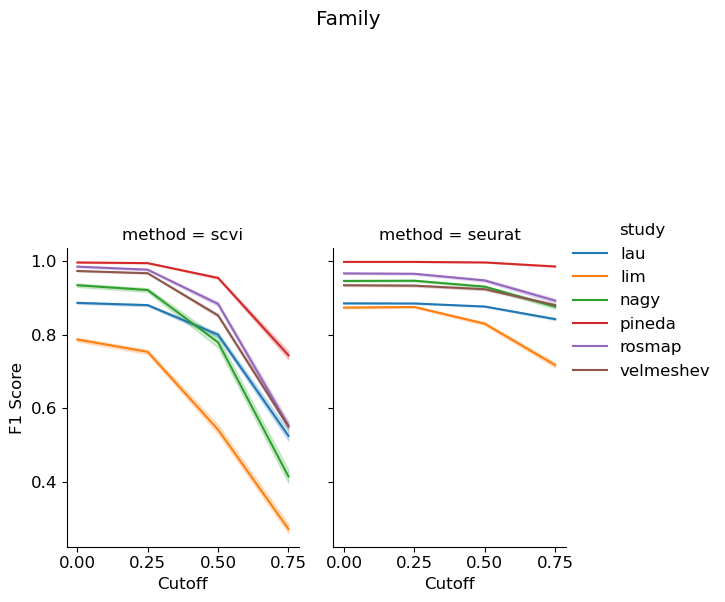 Family
method = scvi
method = seurat
F1 Score
1.0
0.8
0.6
0.4
0.00 0.25 0.50 0.75
Cutoff
0.00 0.25 0.50 0.75
Cutoff
study
lau
lim
nagy
pineda
rosmap
velmeshev